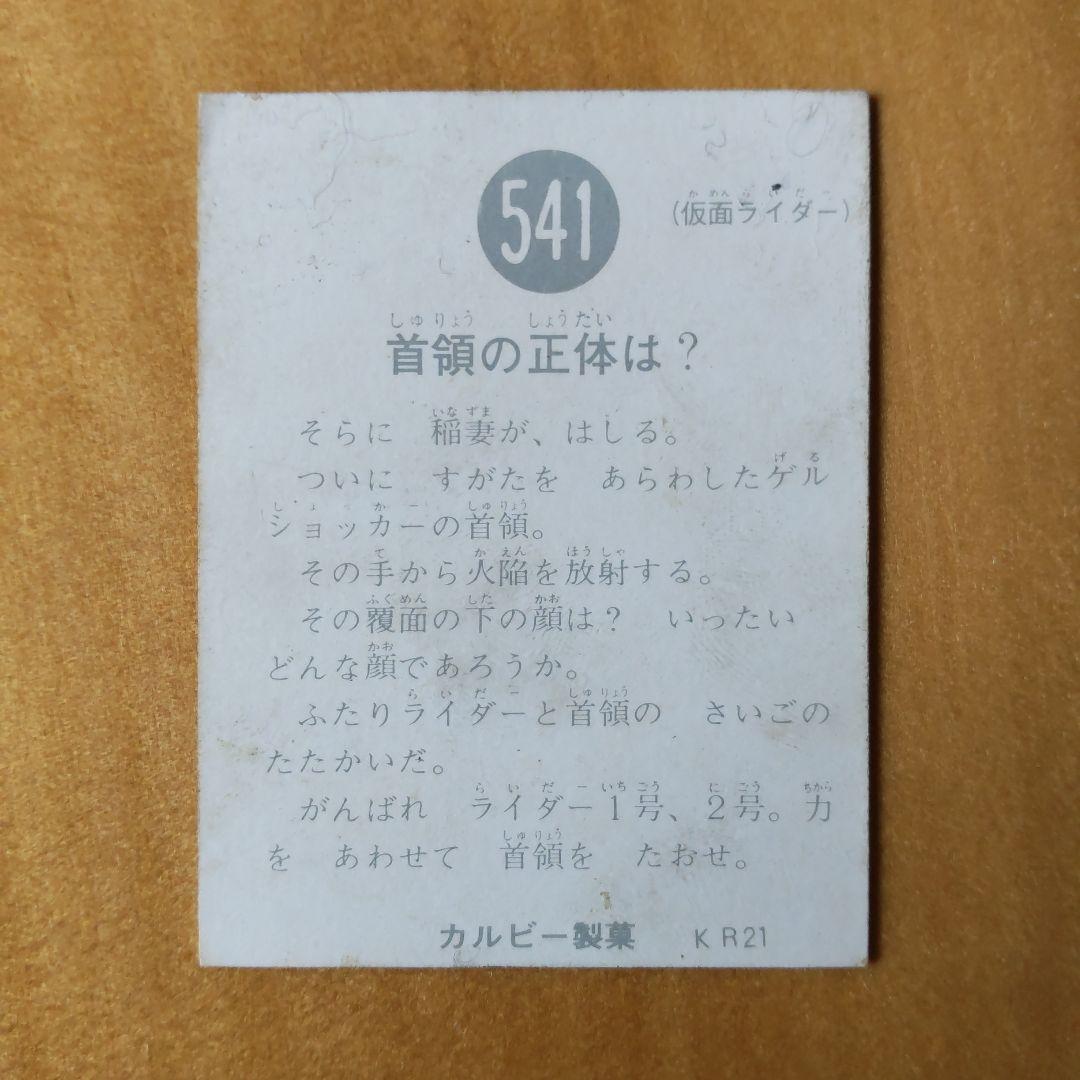 541
(仮面ライダー)
首領の正体は？
そらに　稲妻が、はしる。
ついに　すがたを　あらわしたゲル
ショッカーの首領。
その手から火陥を放射する。
その覆面の下の顔は？　いったい
どんな顔であろうか。
ふたりライダーと首領の　さいごの
たたかいだ。
がんばれ　ライダー1号、2号。力
を　あわせて　首領を　たおせ。
カルビー製菓　KR21